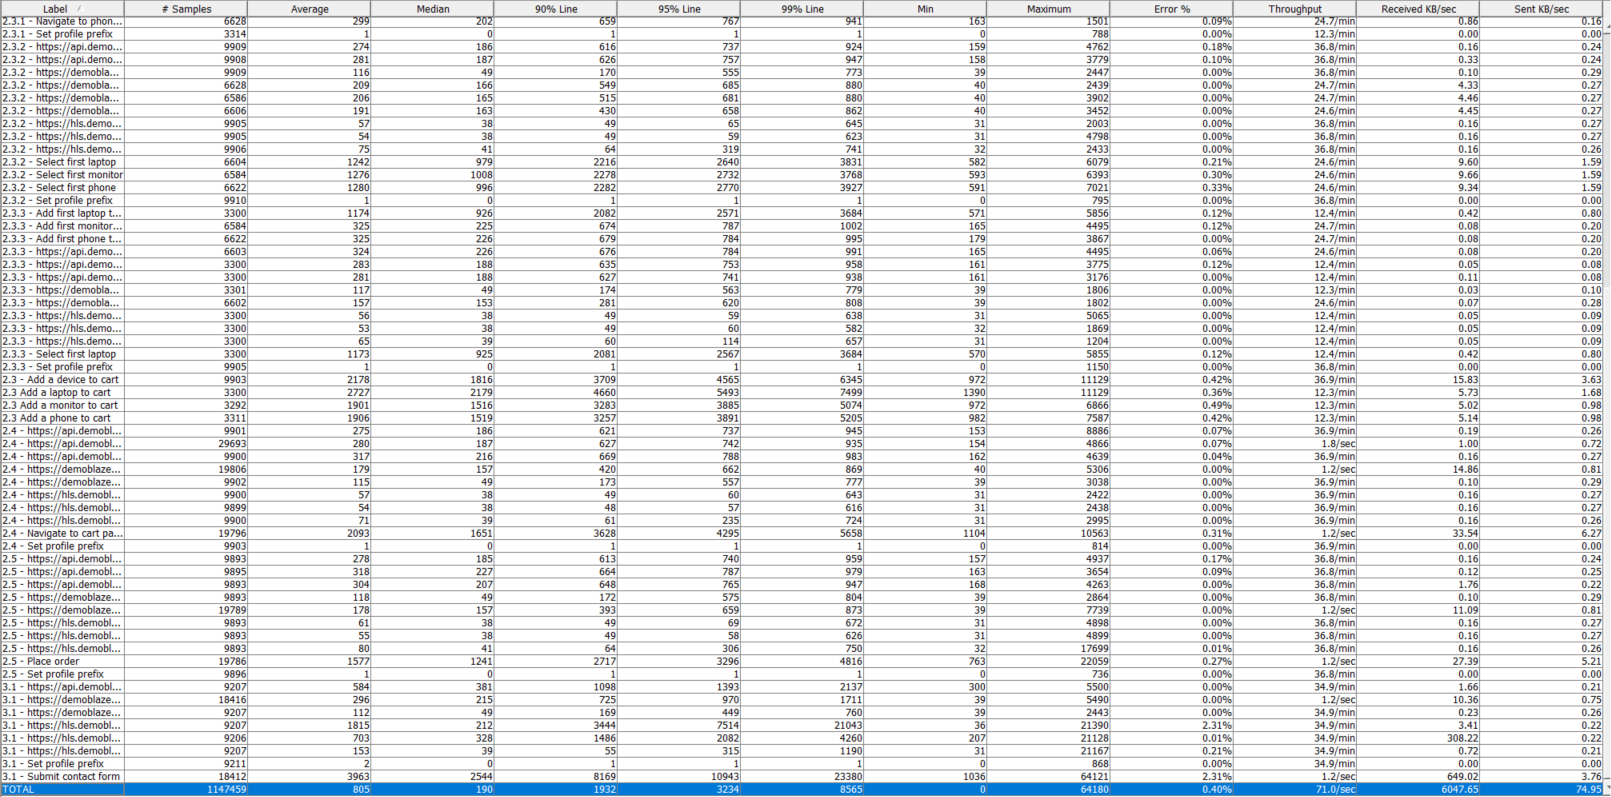 Label # Samples Average Median 90% Line 95% Line 99% Line Min Maximum Error % Throughput Received KB/sec Sent KB/sec
2.3.1 - Navigate to phon... 6628 299 202 659 767 941 163 1501 0.09% 24.7/min 0.86 0.16
2.3.1 - Set profile prefix 3314 1 0 1 1 1 0 788 0.00% 12.3/min 0.00 0.00
2.3.2 - https://api.demo... 9909 274 186 616 737 924 159 4762 0.18% 36.8/min 0.16 0.24
2.3.2 - https://api.demo... 9908 281 187 626 757 947 158 3779 0.10% 36.8/min 0.33 0.24
2.3.2 - https://demobla... 9909 116 49 170 555 773 39 2447 0.00% 36.8/min 0.10 0.29
2.3.2 - https://demobla... 6628 209 166 549 685 880 40 2439 0.00% 24.7/min 4.33 0.27
2.3.2 - https://demobla... 6586 206 165 515 681 880 40 3902 0.00% 24.7/min 4.46 0.27
2.3.2 - https://demobla... 6606 191 163 430 658 862 40 3452 0.00% 24.6/min 4.45 0.27
2.3.2 - https://hls.demo... 9905 57 38 49 65 645 31 2003 0.00% 36.8/min 0.16 0.27
2.3.2 - https://hls.demo... 9905 54 38 49 59 623 31 4798 0.00% 36.8/min 0.16 0.27
2.3.2 - https://hls.demo... 9906 75 41 64 319 741 32 2433 0.00% 36.8/min 0.16 0.26
2.3.2 - Select first laptop 6604 1242 979 2216 2640 3831 582 6079 0.21% 24.6/min 9.60 1.59
2.3.2 - Select first monitor 6584 1276 1008 2278 2732 3768 593 6393 0.30% 24.6/min 9.66 1.59
2.3.2 - Select first phone 6622 1280 996 2282 2770 3927 591 7021 0.33% 24.6/min 9.34 1.59
2.3.2 - Set profile prefix 9910 1 0 1 1 1 0 795 0.00% 36.8/min 0.00 0.00
2.3.3 - Add first laptop t... 3300 1174 926 2082 2571 3684 571 5856 0.12% 12.4/min 0.42 0.80
2.3.3 - Add first monitor... 6584 325 225 674 787 1002 165 4495 0.12% 24.7/min 0.08 0.20
2.3.3 - Add first phone t... 6622 325 226 679 784 995 179 3867 0.12% 24.7/min 0.08 0.20
2.3.3 - https://api.demo... 6603 324 226 676 784 991 165 4495 0.06% 24.6/min 0.08 0.20
2.3.3 - https://api.demo... 3300 283 188 635 753 958 161 3775 0.12% 12.4/min 0.05 0.08
2.3.3 - https://api.demo... 3300 281 188 627 741 938 161 3176 0.00% 12.4/min 0.11 0.08
2.3.3 - https://demobla... 3301 117 49 174 563 779 39 1806 0.00% 12.3/min 0.03 0.10
2.3.3 - https://demobla... 6602 157 153 281 620 808 39 1802 0.00% 24.6/min 0.07 0.28
2.3.3 - https://hls.demo... 3300 56 38 49 59 638 31 5065 0.00% 12.4/min 0.05 0.09
2.3.3 - https://hls.demo... 3300 53 38 49 60 582 32 1869 0.00% 12.4/min 0.05 0.09
2.3.3 - https://hls.demo... 3300 65 39 60 114 657 31 1204 0.00% 12.4/min 0.05 0.09
2.3.3 - Select first laptop 3300 1173 925 2081 2567 3684 570 5855 0.12% 12.4/min 0.42 0.80
2.3.3 - Set profile prefix 9905 1 0 1 1 1 0 1150 0.00% 36.8/min 0.00 0.00
2.3 - Add a device to cart 9903 2178 1816 3709 4565 6345 972 11129 0.42% 36.9/min 15.83 3.63
2.3 Add a laptop to cart 3300 2727 2179 4660 5493 7499 1390 11129 0.36% 12.3/min 5.73 1.68
2.3 Add a monitor to cart 3292 1901 1516 3283 3885 5074 972 6866 0.49% 12.3/min 5.02 0.98
2.3 Add a phone to cart 3311 1906 1519 3257 3891 5205 982 7587 0.42% 12.3/min 5.14 0.98
2.4 - https://api.demobl... 9901 275 186 621 737 945 153 8886 0.07% 36.9/min 0.19 0.26
2.4 - https://api.demobl... 29693 280 187 627 742 935 154 4866 0.07% 1.8/sec 1.00 0.72
2.4 - https://api.demobl... 9900 317 216 669 788 983 162 4639 0.04% 36.9/min 0.16 0.27
2.4 - https://demoblaze... 19806 179 157 420 662 869 40 5306 0.00% 1.2/sec 14.86 0.81
2.4 - https://demoblaze... 9902 115 49 173 557 777 39 3038 0.00% 36.9/min 0.10 0.29
2.4 - https://hls.demobl... 9900 57 38 49 60 643 31 2422 0.00% 36.9/min 0.16 0.27
2.4 - https://hls.demobl... 9899 54 38 48 57 616 31 2438 0.00% 36.9/min 0.16 0.27
2.4 - https://hls.demobl... 9900 71 39 61 235 724 31 2995 0.00% 36.9/min 0.16 0.26
2.4 - Navigate to cart pa... 19796 2093 1651 3628 4295 5658 1104 10563 0.31% 1.2/sec 33.54 6.27
2.4 - Set profile prefix 9903 1 0 1 1 1 0 814 0.00% 36.9/min 0.00 0.00
2.5 - https://api.demobl... 9893 278 185 613 740 959 157 4937 0.17% 36.8/min 0.16 0.24
2.5 - https://api.demobl... 9895 318 227 664 787 979 163 3654 0.09% 36.8/min 0.12 0.25
2.5 - https://api.demobl... 9893 304 207 648 765 947 168 4263 0.00% 36.8/min 1.76 0.22
2.5 - https://demoblaze... 9893 118 49 172 575 804 39 2864 0.00% 36.8/min 0.10 0.29
2.5 - https://demoblaze... 19789 178 157 393 659 873 39 7739 0.00% 1.2/sec 11.09 0.81
2.5 - https://hls.demobl... 9893 61 38 49 69 672 31 4898 0.00% 36.8/min 0.16 0.27
2.5 - https://hls.demobl... 9893 55 38 49 58 626 31 4899 0.00% 36.8/min 0.16 0.27
2.5 - https://hls.demobl... 9893 80 41 64 306 750 32 17699 0.01% 36.8/min 0.16 0.26
2.5 - Place order 19786 1577 1241 2717 3296 4816 763 22059 0.27% 1.2/sec 27.39 5.21
2.5 - Set profile prefix 9896 1 0 1 1 1 0 736 0.00% 36.8/min 0.00 0.00
3.1 - https://api.demobl... 9207 584 381 1098 1393 2137 300 5500 0.00% 34.9/min 1.66 0.21
3.1 - https://demoblaze... 18416 296 215 725 970 1711 39 5490 0.00% 1.2/sec 10.36 0.75
3.1 - https://demoblaze... 9207 112 49 169 449 760 39 2443 0.00% 34.9/min 0.23 0.26
3.1 - https://hls.demobl... 9207 1815 212 3444 7514 21043 36 21390 2.31% 34.9/min 3.41 0.22
3.1 - https://hls.demobl... 9206 703 328 1486 2082 4260 207 21128 0.01% 34.9/min 308.22 0.22
3.1 - https://hls.demobl... 9207 153 39 55 315 1190 31 21167 0.21% 34.9/min 0.72 0.21
3.1 - Set profile prefix 9211 2 0 1 1 1 0 868 0.00% 34.9/min 0.00 0.00
3.1 - Submit contact form 18412 3963 2544 8169 10943 23380 1036 64121 2.31% 1.2/sec 649.02 3.76
TOTAL 1147459 805 190 1932 3234 8565 0 64180 0.40% 71.0/sec 6047.65 74.95